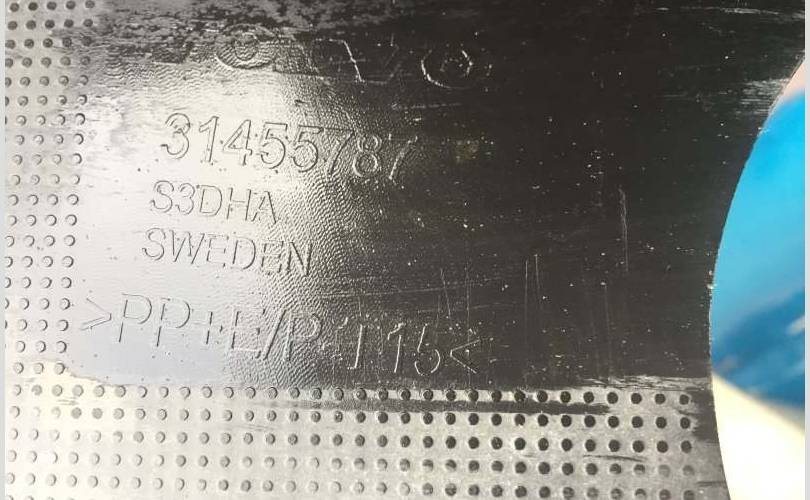 31455787
S3DHA
SWEDEN
>PP+E/P-T15<